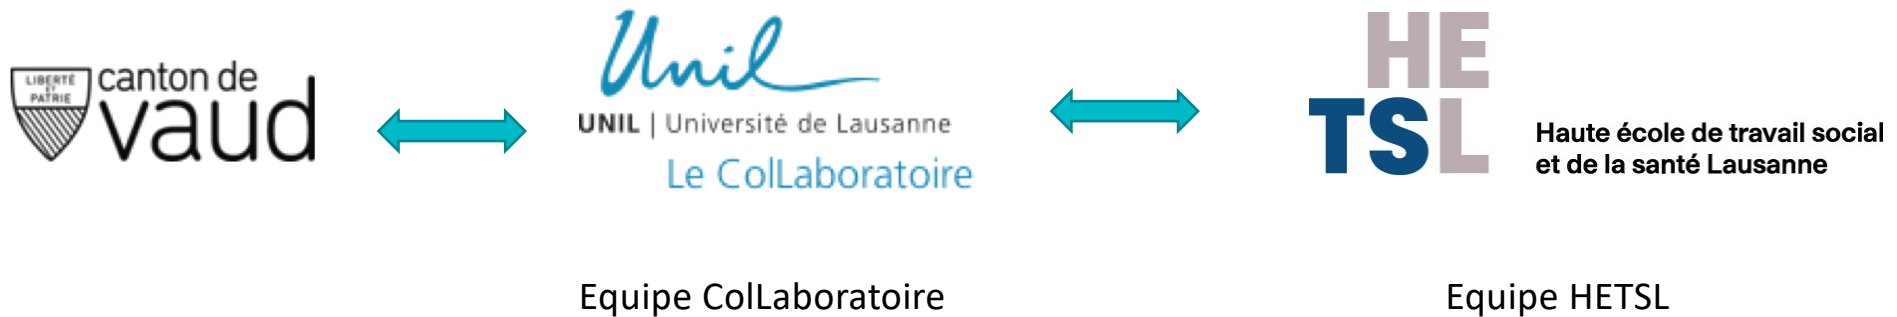 LIBERTÉ
ET
PATRIE
canton de
vaud
Unil
UNIL | Université de Lausanne
Le ColLaboratoire
HE
TSL
Haute école de travail social
et de la santé Lausanne
Equipe ColLaboratoire
Equipe HETSL